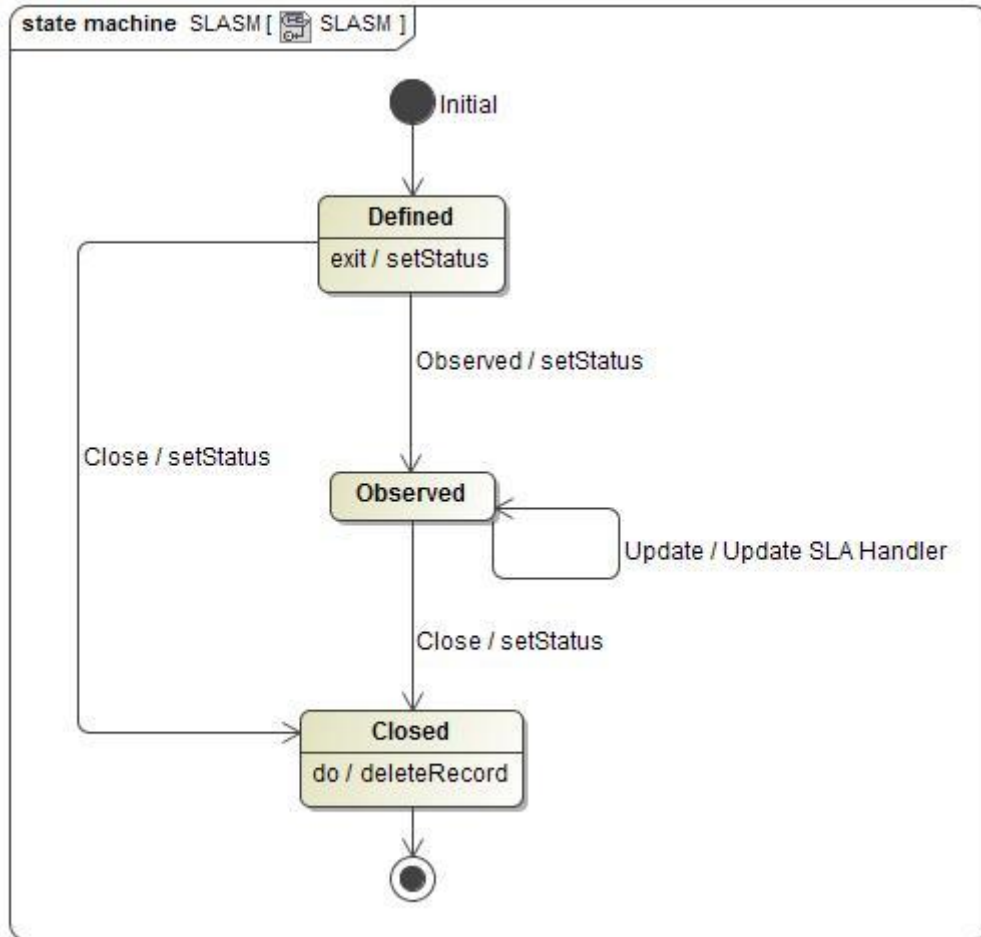 state machine SLASM [ SLASM ]
Initial
Defined
exit / setStatus
Observed / setStatus
Close / setStatus
Observed
Update / Update SLA Handler
Close / setStatus
Closed
do / deleteRecord